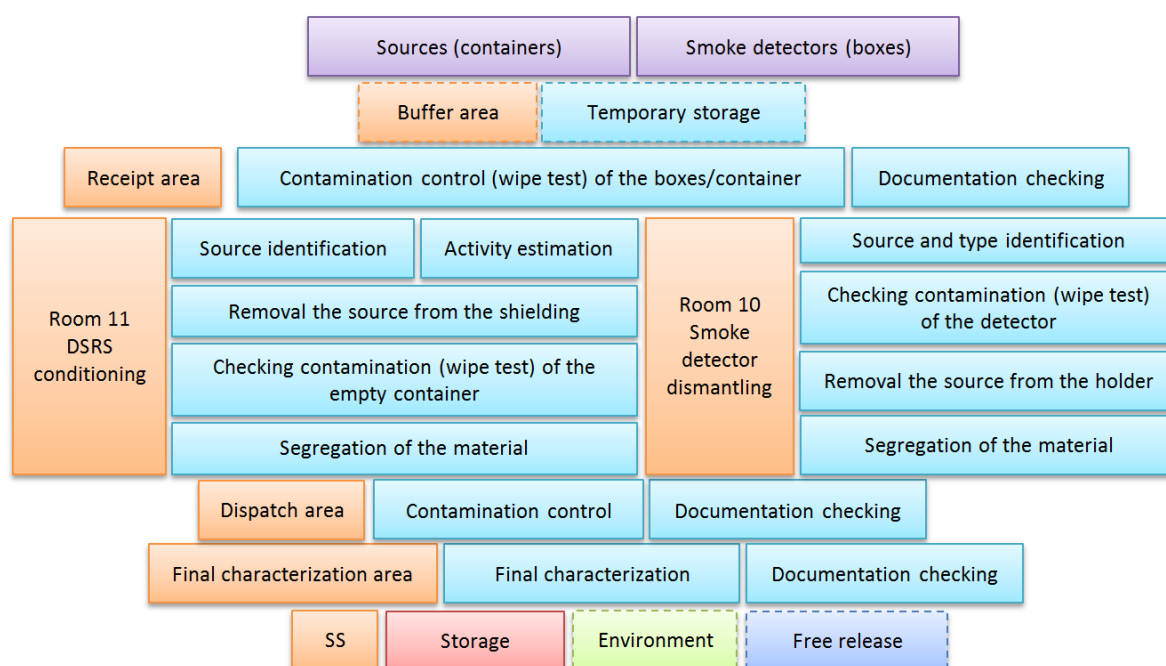 Sources (containers)
Smoke detectors (boxes)
Buffer area
Temporary storage
Receipt area
Contamination control (wipe test) of the boxes/container
Documentation checking
Room 11
DSRS
conditioning
Source identification
Activity estimation
Removal the source from the shielding
Checking contamination (wipe test) of the
empty container
Segregation of the material
Room 10
Smoke
detector
dismantling
Source and type identification
Checking contamination (wipe test)
of the detector
Removal the source from the holder
Segregation of the material
Dispatch area
Contamination control
Documentation checking
Final characterization area
Final characterization
Documentation checking
SS
Storage
Environment
Free release